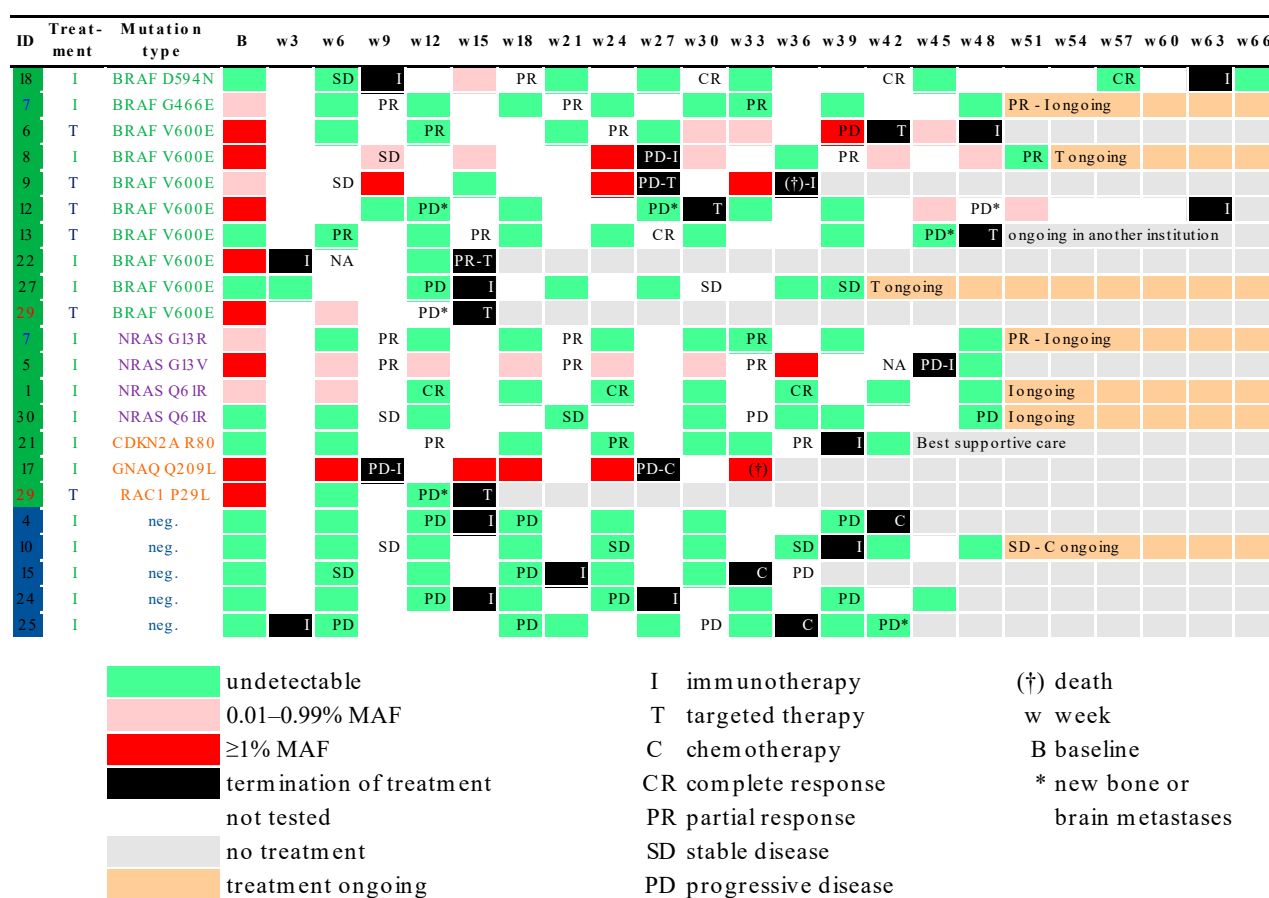 ID Treat-ment Mutation type B w3 w6 w9 w12 w15 w18 w21 w24 w27 w30 w33 w36 w39 w42 w45 w48 w51 w54 w57 w60 w63 w66
18 I BRAF D594N SD I PR CR CR CR I
7 I BRAF G466E PR PR PR PR - I ongoing
6 T BRAF V600E PR PR PD T I
8 I BRAF V600E SD PD-I PR PR T ongoing
9 T BRAF V600E SD PD-T (†)-I
12 T BRAF V600E PD* PD* T PD* I
13 T BRAF V600E PR PR CR PD* T ongoing in another institution
22 I BRAF V600E I NA PR-T
27 I BRAF V600E PD I SD SD T ongoing
29 T BRAF V600E PD* T
7 I NRAS G13R PR PR PR PR - I ongoing
5 I NRAS G13V PR PR PR NA PD-I
1 I NRAS Q61R CR CR CR I ongoing
30 I NRAS Q61R SD SD PD PD I ongoing
21 I CDKN2A R80 PR PR PR I Best supportive care
17 I GNAQ Q209L PD-I PD-C (†)
29 T RAC1 P29L PD* T
4 I neg. PD I PD PD C
10 I neg. SD SD SD I SD - C ongoing
15 I neg. SD PD I C PD
24 I neg. PD I PD I PD
25 I neg. I PD PD PD C PD*
undetectable I immunotherapy (†) death
0.01–0.99% MAF T targeted therapy w week
≥1% MAF C chemotherapy B baseline
termination of treatment CR complete response * new bone or
not tested PR partial response brain metastases
no treatment SD stable disease
treatment ongoing PD progressive disease